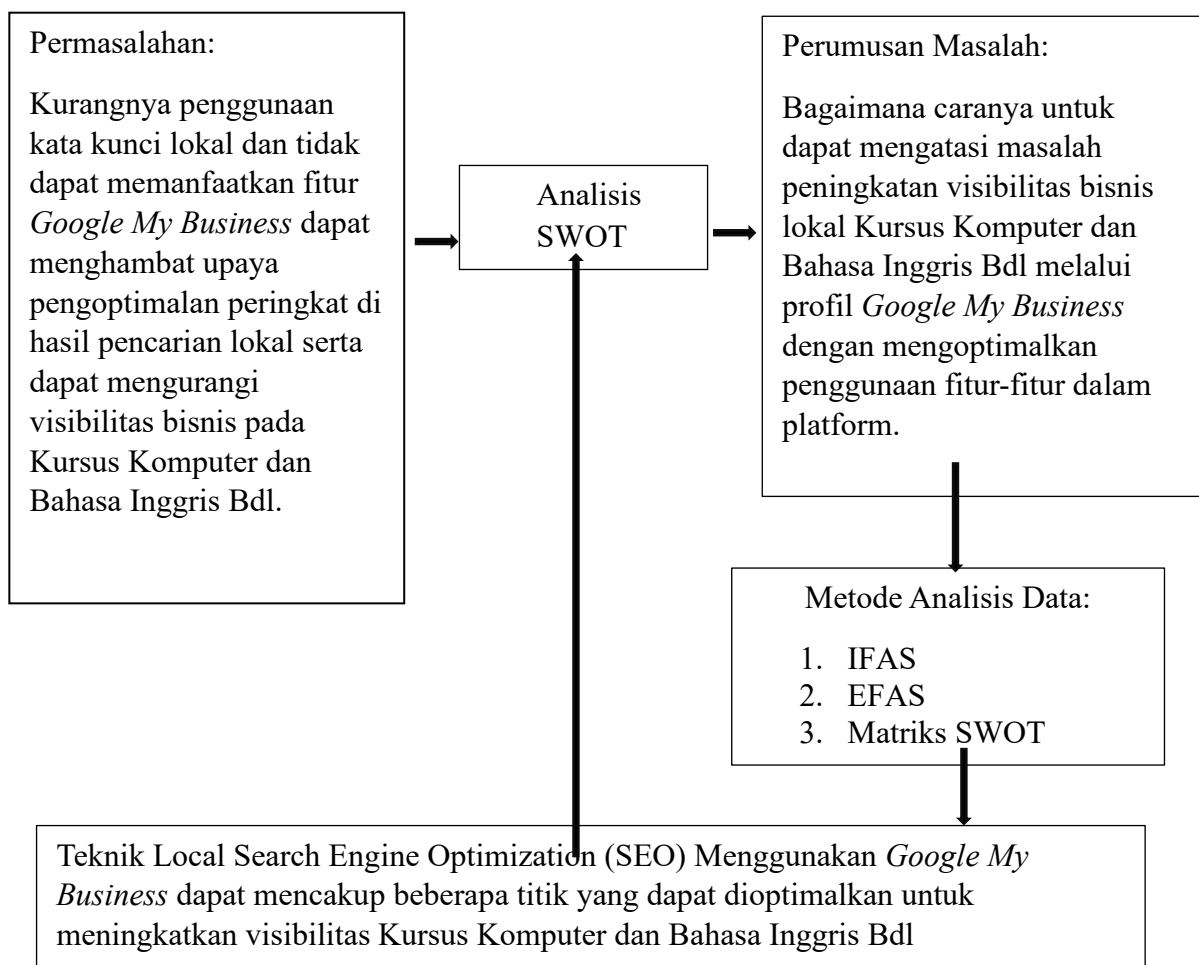 Permasalahan:
Kurangnya penggunaan
kata kunci lokal dan tidak
dapat memanfaatkan fitur
Google My Business dapat
menghambat upaya
pengoptimalan peringkat di
hasil pencarian lokal serta
dapat mengurangi
visibilitas bisnis pada
Kursus Komputer dan
Bahasa Inggris Bdl.
Analisis
SWOT
Perumusan Masalah:
Bagaimana caranya untuk
dapat mengatasi masalah
peningkatan visibilitas bisnis
lokal Kursus Komputer dan
Bahasa Inggris Bdl melalui
profil Google My Business
dengan mengoptimalkan
penggunaan fitur-fitur dalam
platform.
Metode Analisis Data:
1. IFAS
2. EFAS
3. Matriks SWOT
Teknik Local Search Engine Optimization (SEO) Menggunakan Google My
Business dapat mencakup beberapa titik yang dapat dioptimalkan untuk
meningkatkan visibilitas Kursus Komputer dan Bahasa Inggris Bdl